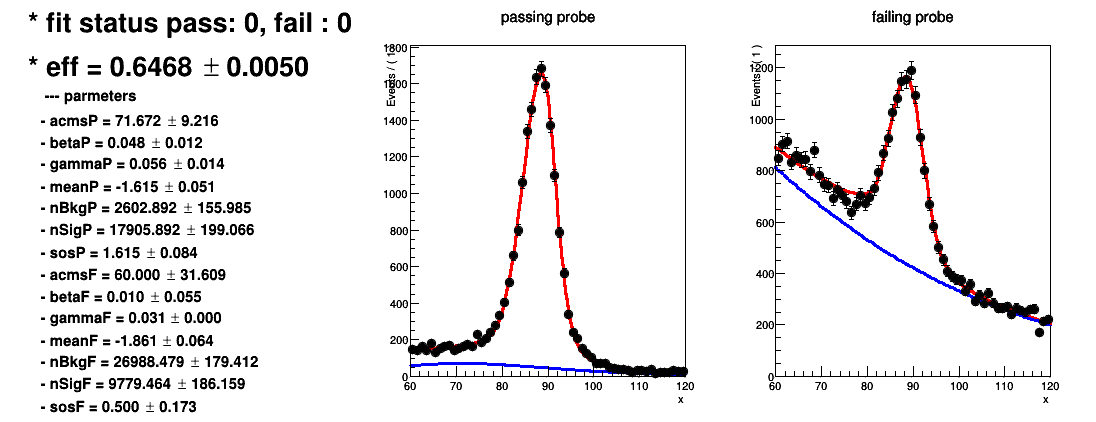 * fit status pass: 0, fail : 0
* eff = 0.6468 ± 0.0050
--- parmeters
- acmsP = 71.672 ± 9.216
- betaP = 0.048 ± 0.012
- gammaP = 0.056 ± 0.014
- meanP = -1.615 ± 0.051
- nBkgP = 2602.892 ± 155.985
- nSigP = 17905.892 ± 199.066
- sosP = 1.615 ± 0.084
- acmsF = 60.000 ± 31.609
- betaF = 0.010 ± 0.055
- gammaF = 0.031 ± 0.000
- meanF = -1.861 ± 0.064
- nBkgF = 26988.479 ± 179.412
- nSigF = 9779.464 ± 186.159
- sosF = 0.500 ± 0.173
passing probe
Events / ( 1 )
1800
1600
1400
1200
1000
800
600
400
200
0
60 70 80 90 100 110 120
x
failing probe
Events / ( 1 )
1200
1000
800
600
400
200
0
60 70 80 90 100 110 120
x